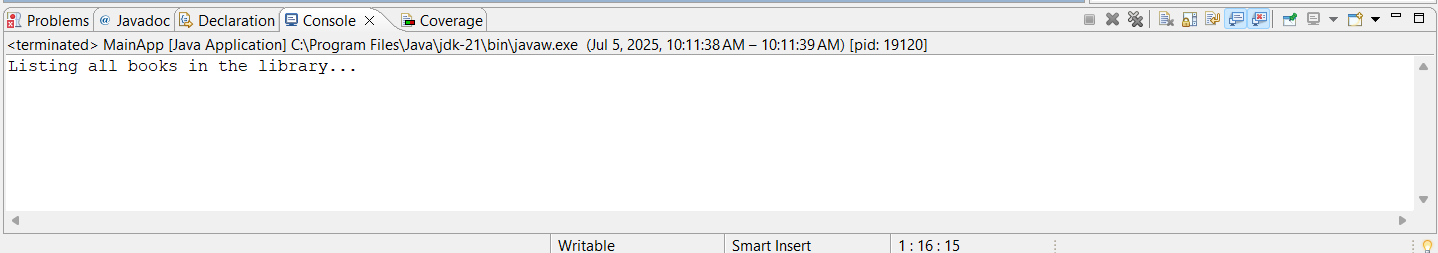 Problems @ Javadoc Declaration Console Coverage
<terminated> MainApp [Java Application] C:\Program Files\Java\jdk-21\bin\javaw.exe (Jul 5, 2025, 10:11:38 AM – 10:11:39 AM) [pid: 19120]
Listing all books in the library...
Writable Smart Insert 1 : 16 : 15